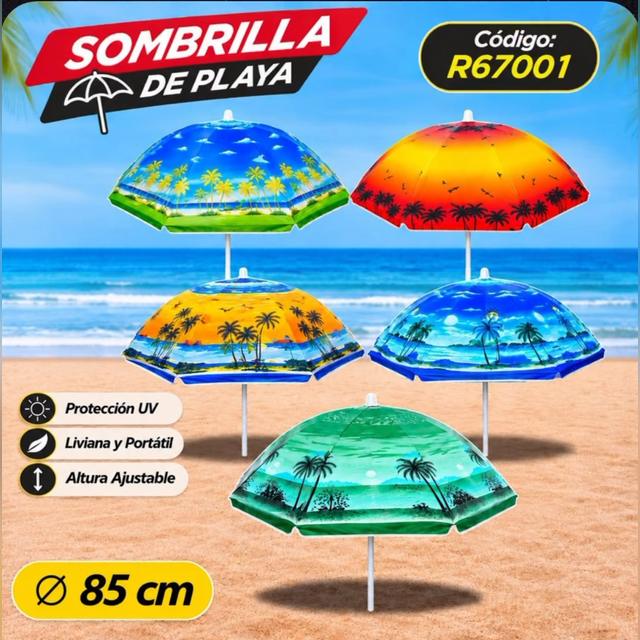 SOMBRILLA
DE PLAYA
Código:
R67001
Protección UV
Liviana y Portátil
Altura Ajustable
Ø 85 cm